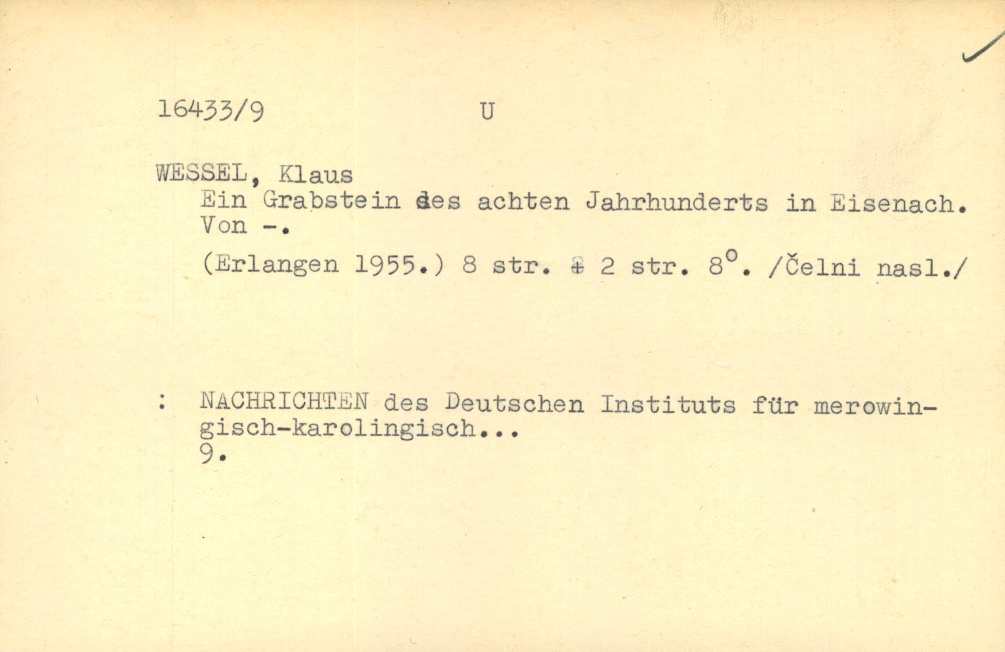 16433/9 U
WESSEL, Klaus
Ein Grabstein des achten Jahrhunderts in Eisenach.
Von -.
(Erlangen 1955.) 8 str. + 2 str. 8°. /Čelni nasl./
: NACHRICHTEN des Deutschen Instituts für merowin-
gisch-karolingisch...
9.